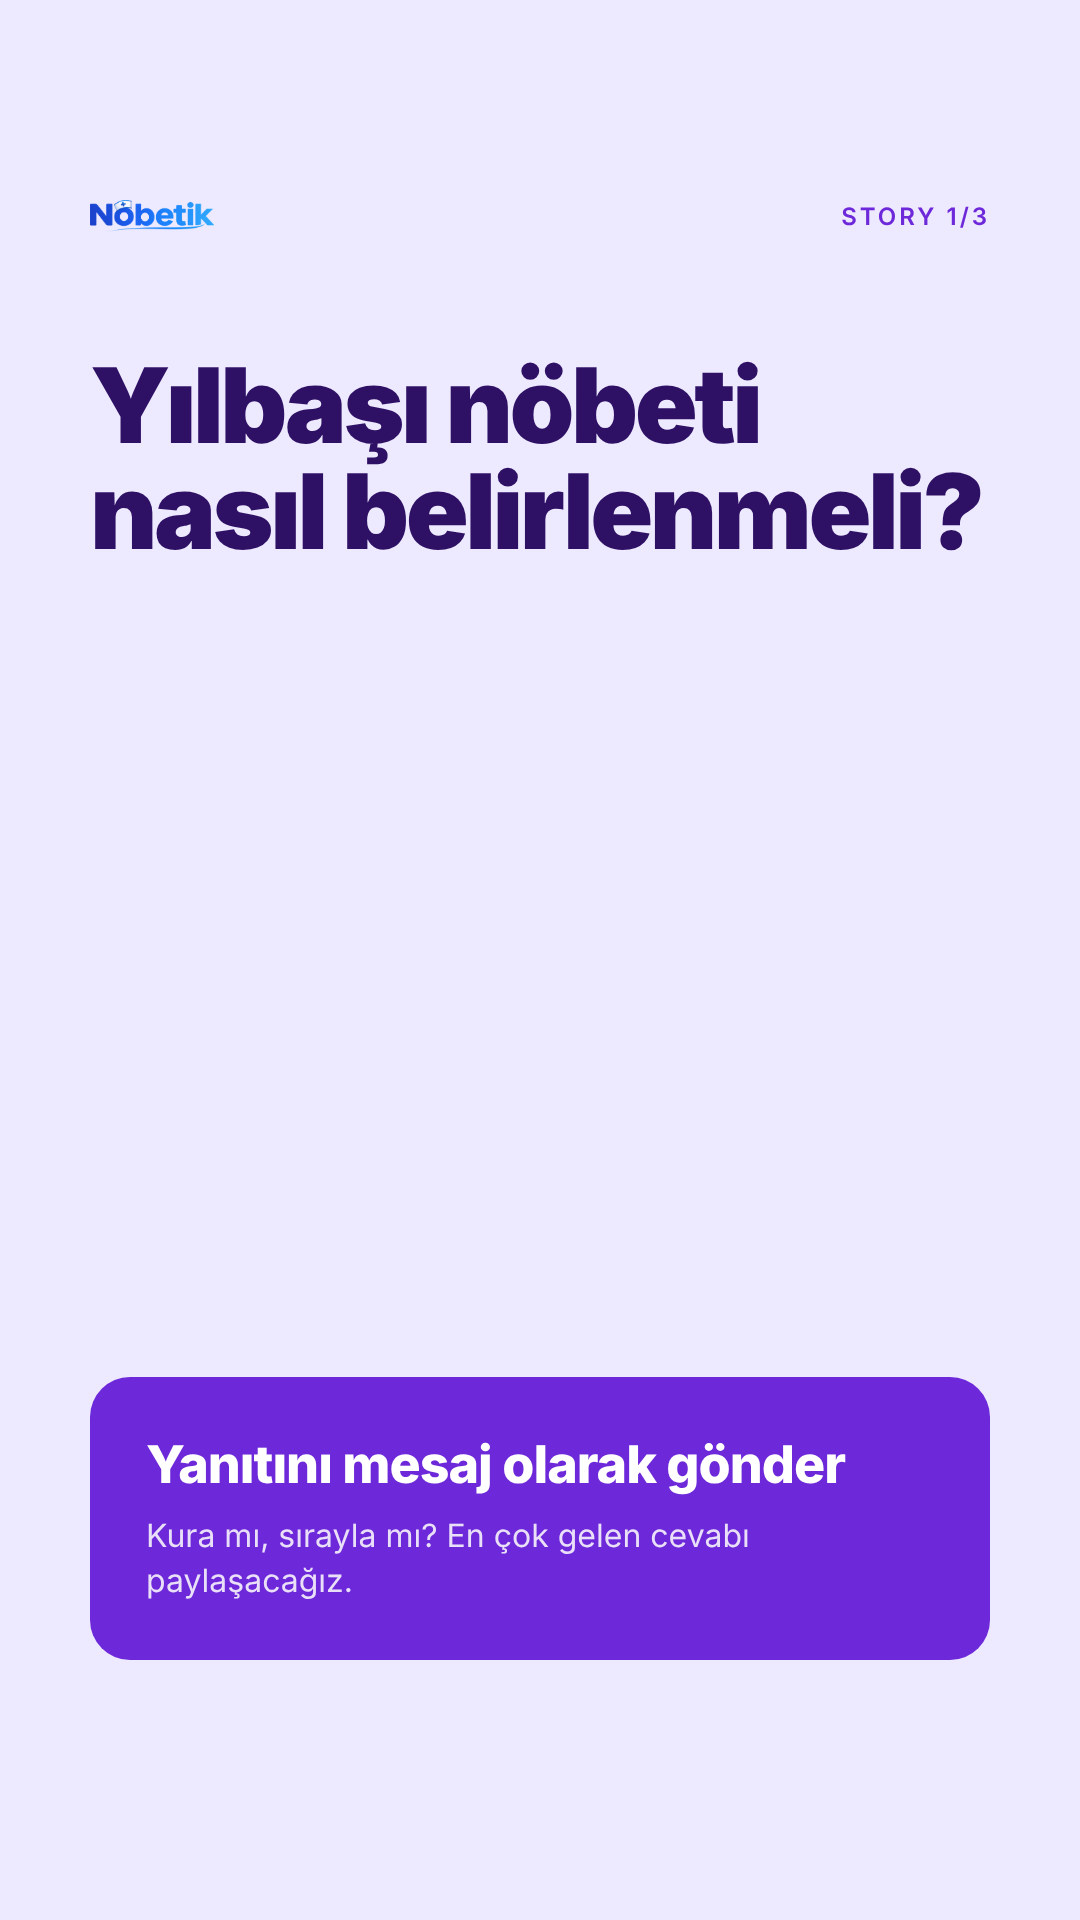 Nöbetik
STORY 1/3
Yılbaşı nöbeti
nasıl belirlenmeli?
Yanıtını mesaj olarak gönder
Kura mı, sırayla mı? En çok gelen cevabı
paylaşacağız.